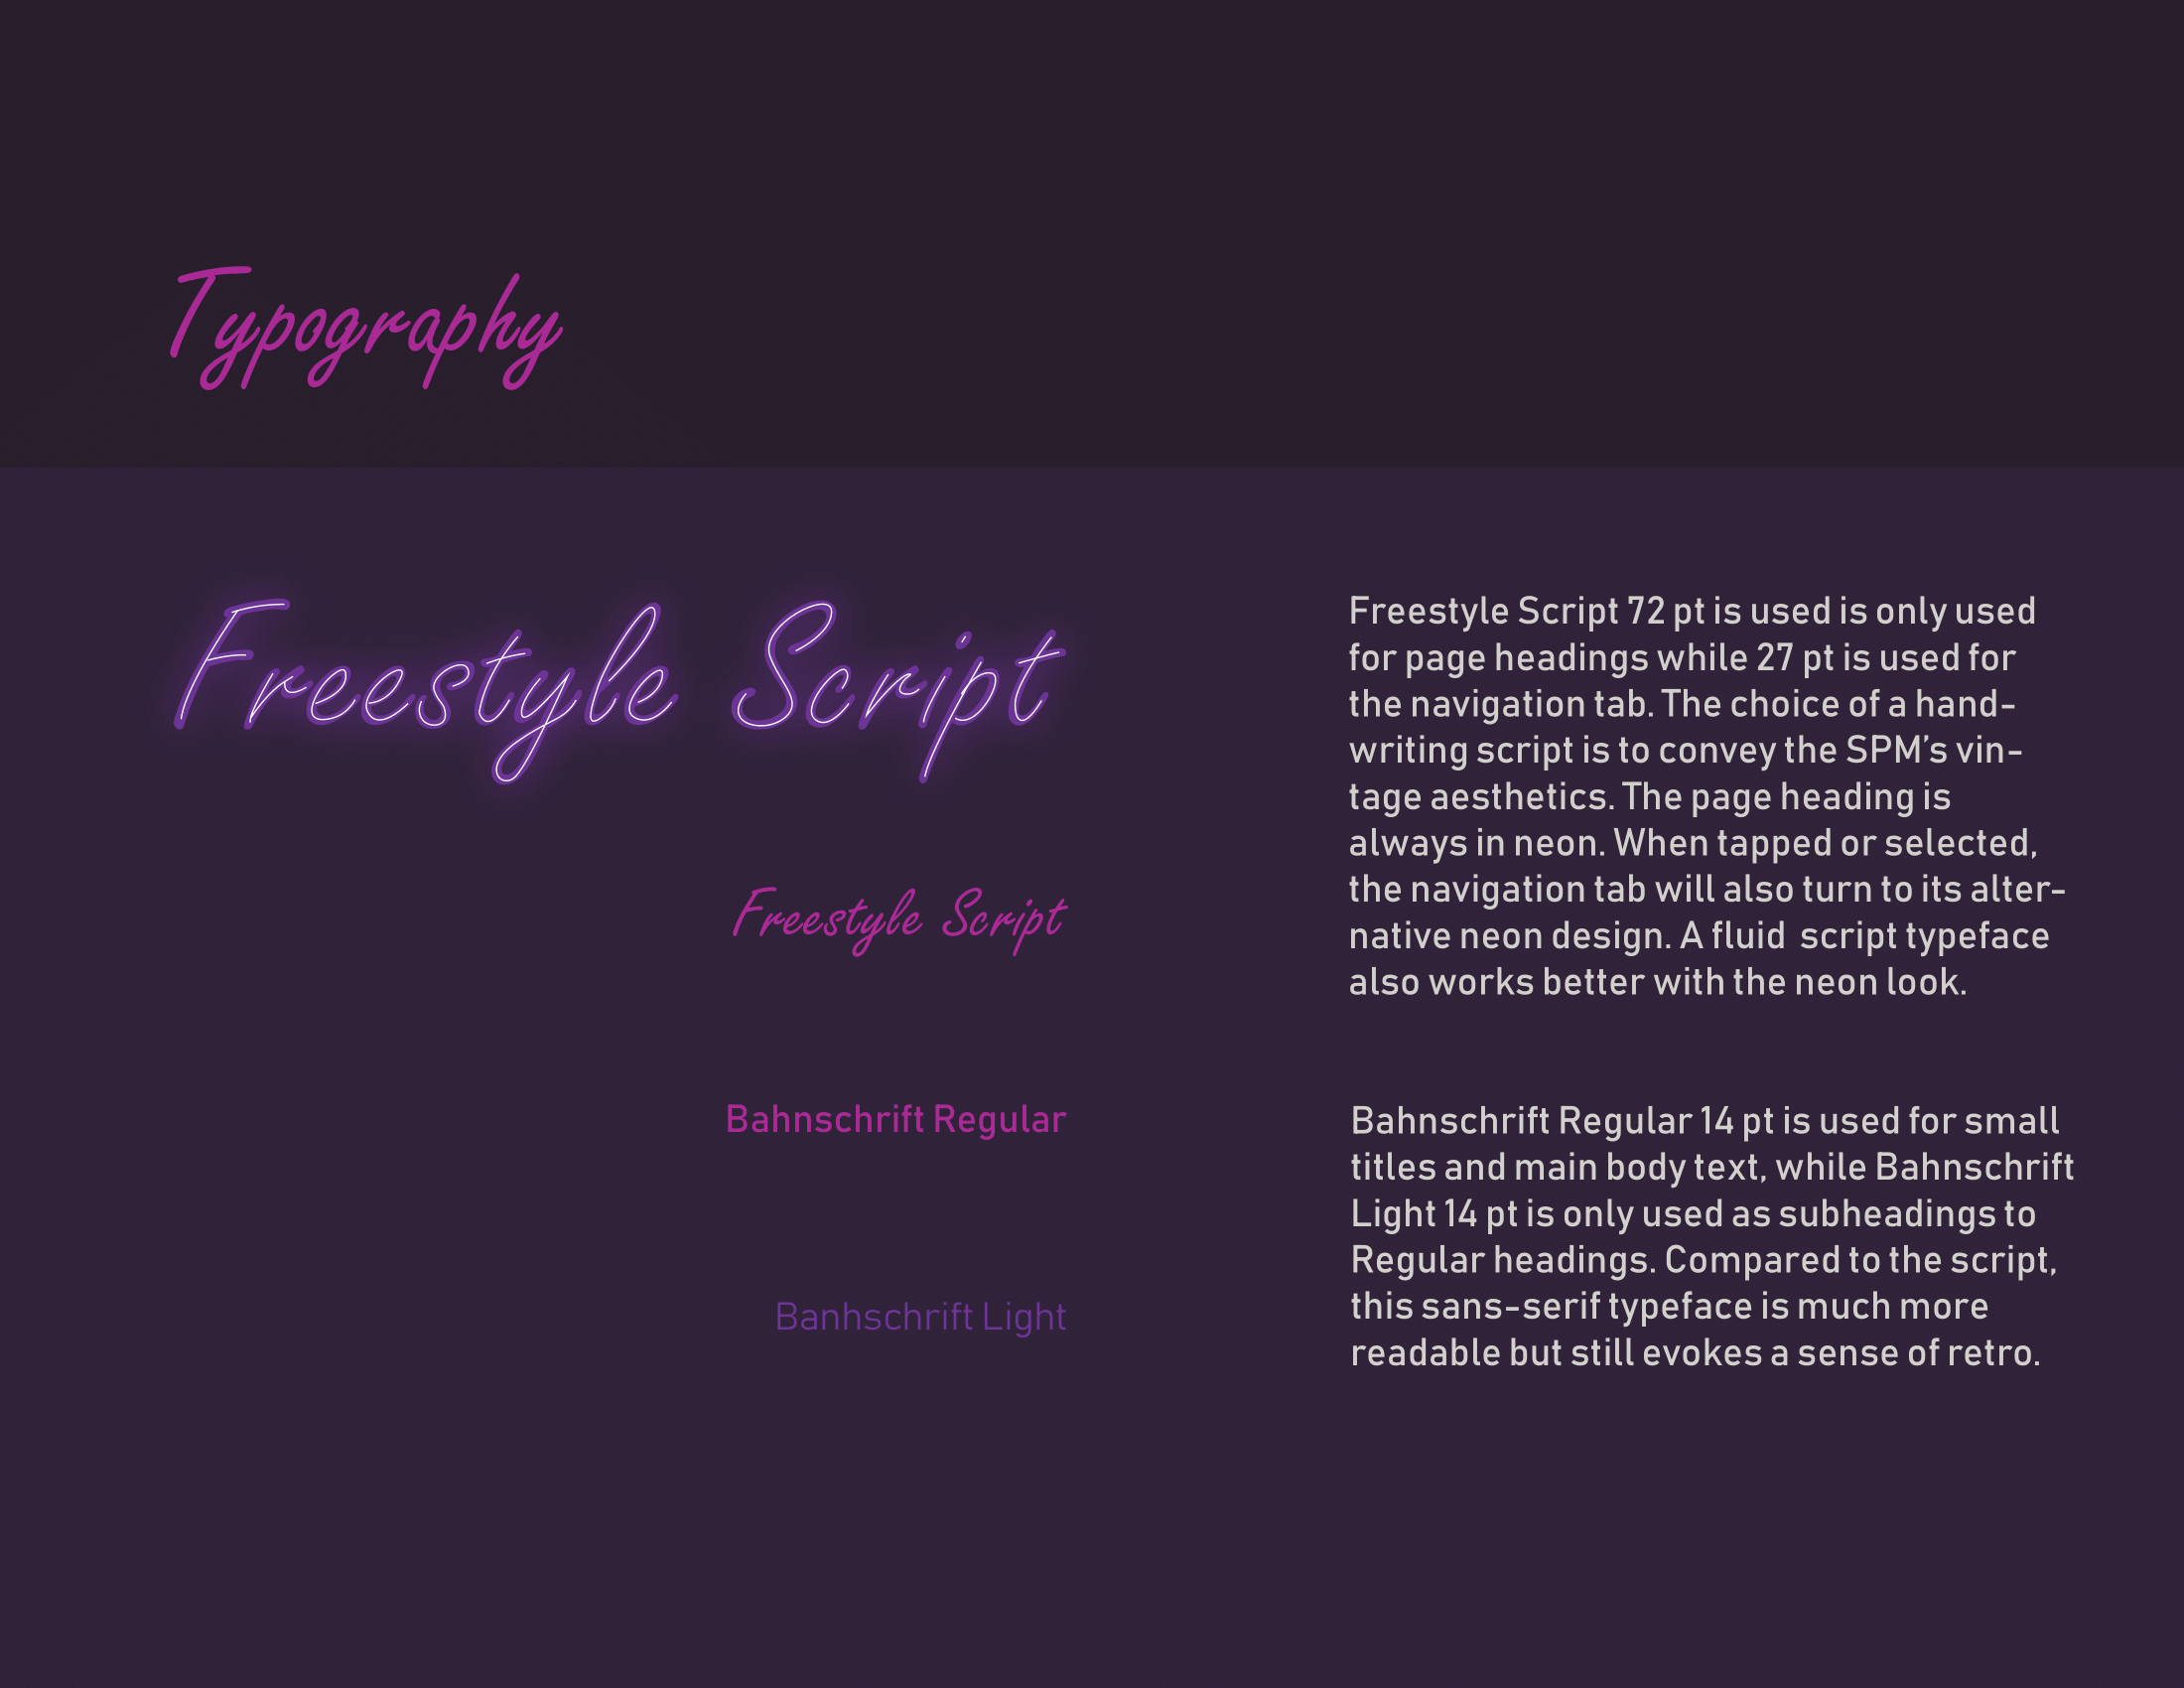 Typography
Freestyle Script
Freestyle Script
Bahnschrift Regular
Banhschrift Light
Freestyle Script 72 pt is used is only used
for page headings while 27 pt is used for
the navigation tab. The choice of a hand-
writing script is to convey the SPM’s vin-
tage aesthetics. The page heading is
always in neon. When tapped or selected,
the navigation tab will also turn to its alter-
native neon design. A fluid  script typeface
also works better with the neon look.
Bahnschrift Regular 14 pt is used for small
titles and main body text, while Bahnschrift
Light 14 pt is only used as subheadings to
Regular headings. Compared to the script,
this sans-serif typeface is much more
readable but still evokes a sense of retro.